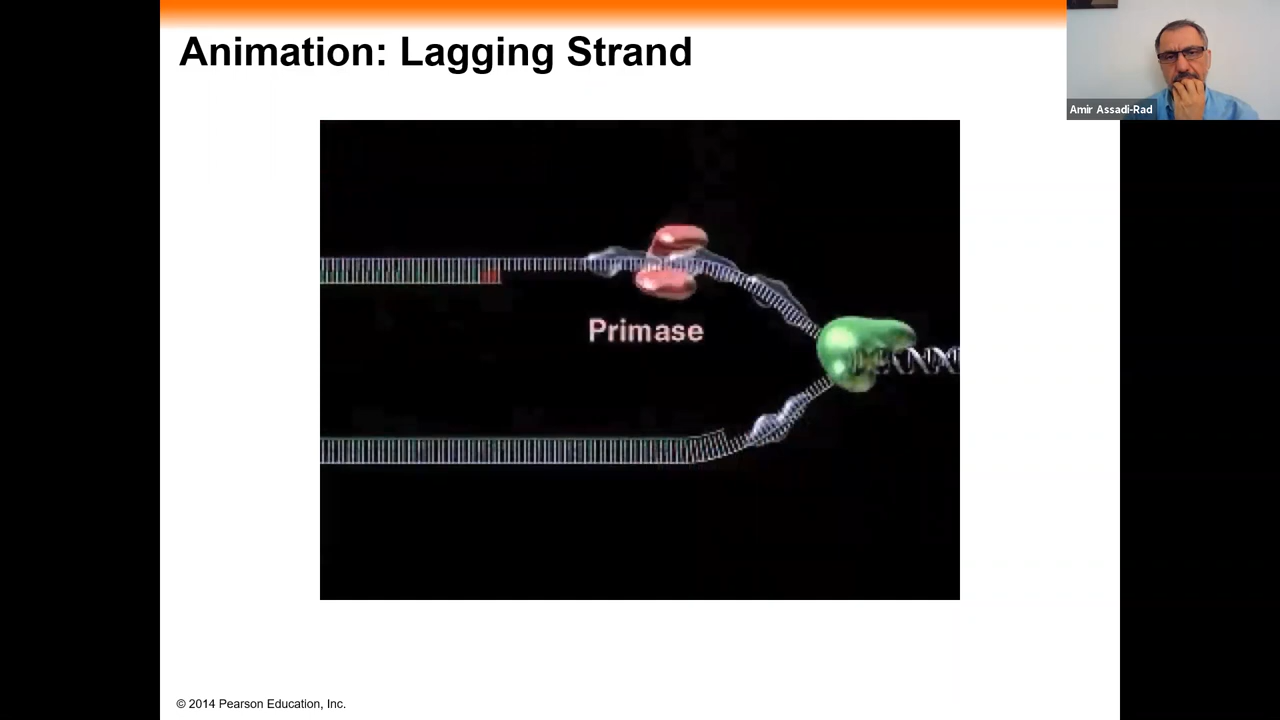 Animation: Lagging Strand
Amir Assadi-Rad
Primase
© 2014 Pearson Education, Inc.